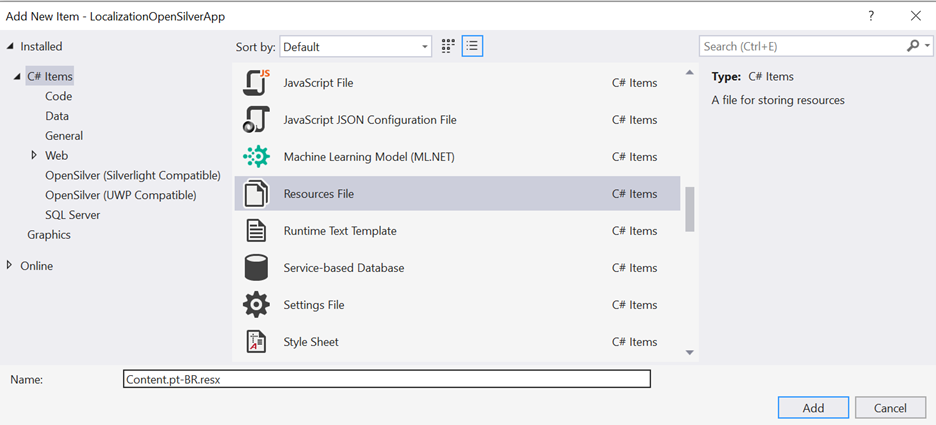 Add New Item - LocalizationOpenSilverApp
?
Installed
Sort by: Default
Search (Ctrl+E)
C# Items
Code
Data
General
Web
OpenSilver (Silverlight Compatible)
OpenSilver (UWP Compatible)
SQL Server
Graphics
Online
JavaScript File C# Items
JavaScript JSON Configuration File C# Items
Machine Learning Model (ML.NET) C# Items
Resources File C# Items
Runtime Text Template C# Items
Service-based Database C# Items
Settings File C# Items
Style Sheet C# Items
Type: C# Items
A file for storing resources
Name: Content.pt-BR.resx
Add Cancel